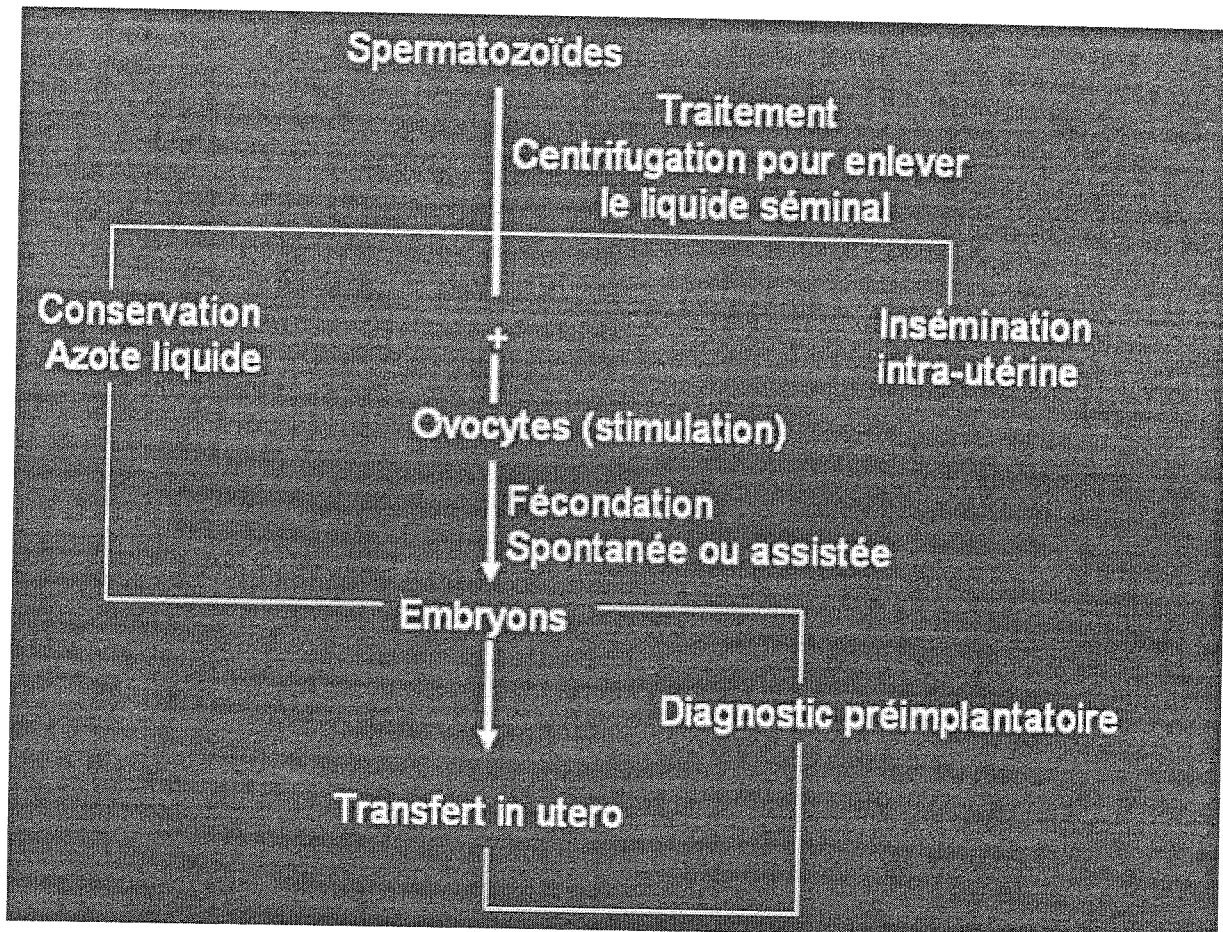 Spermatozoïdes
Traitement
Centrifugation pour enlever
le liquide séminal
Conservation
Azote liquide
+
Insémination
intra-utérine
Ovocytes (stimulation)
Fécondation
Spontanée ou assistée
Embryons
Diagnostic préimplantatoire
Transfert in utero